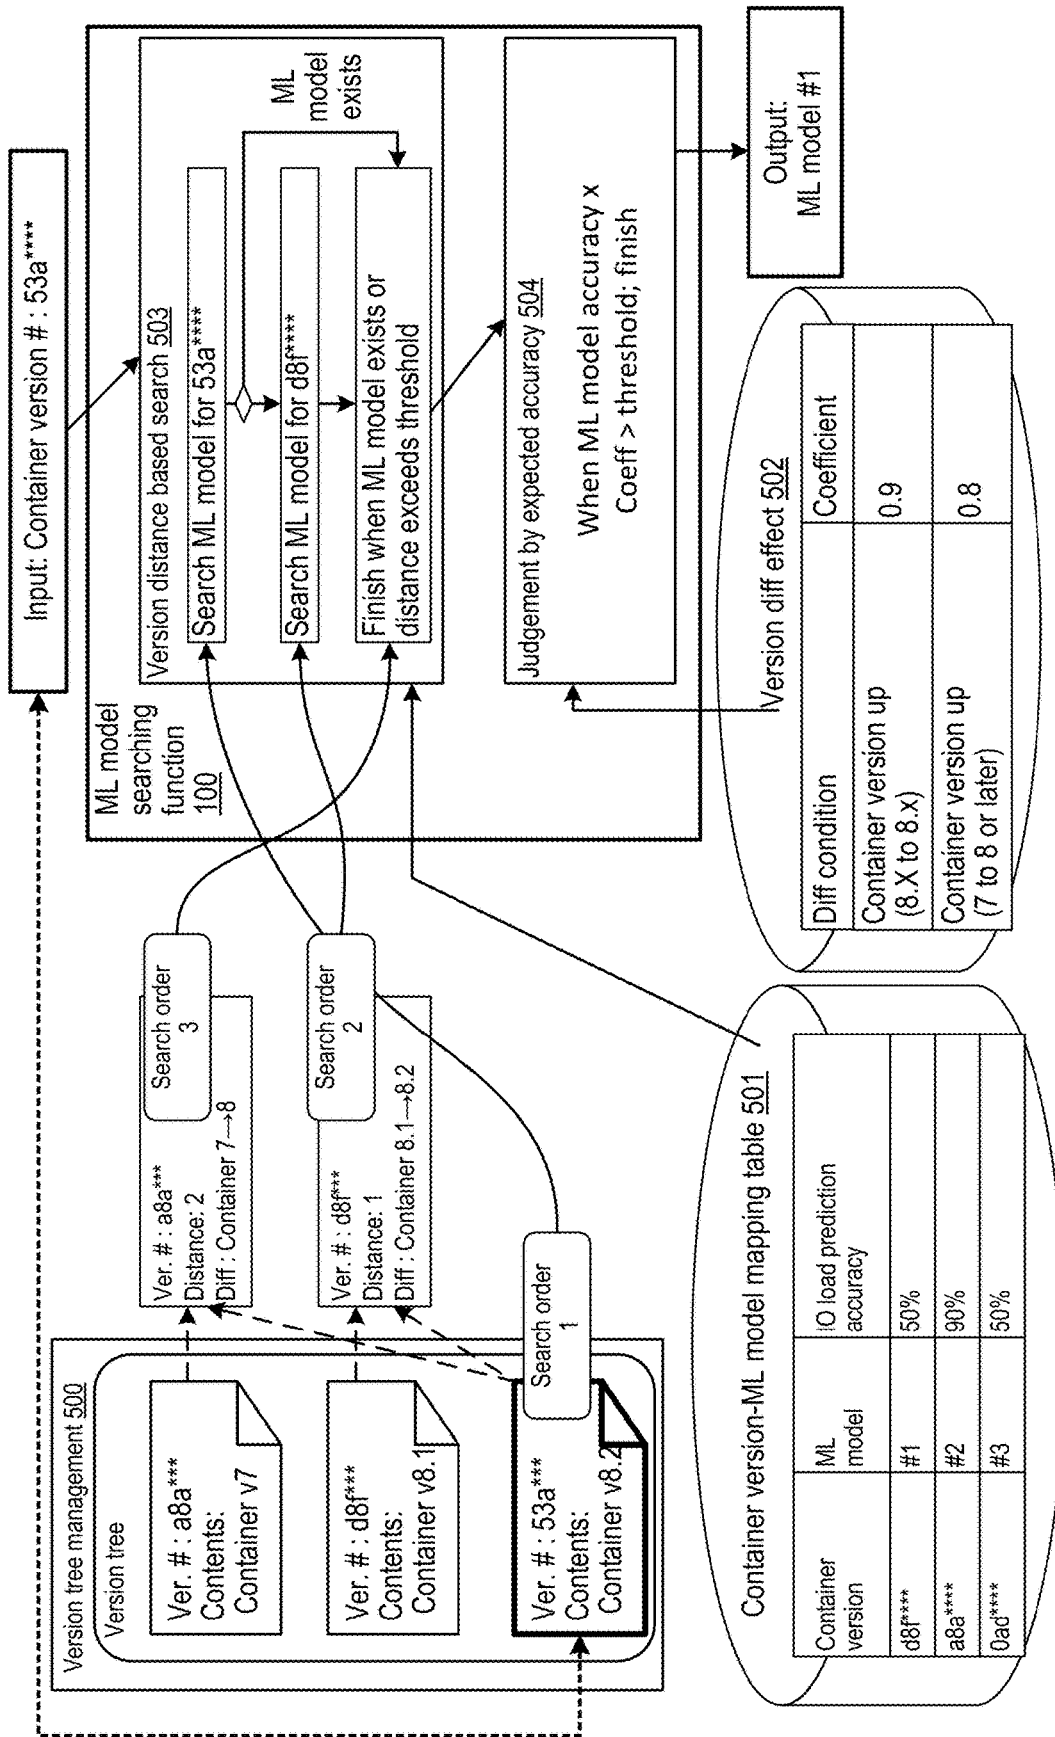 Input: Container version # : 53a****
ML model
searching
function
100
Version distance based search 503
Search ML model for 53a****
Search ML model for d8f****
Finish when ML model exists or
distance exceeds threshold
ML
model
exists
Judgement by expected accuracy 504
When ML model accuracy x
Coeff > threshold; finish
Output:
ML model #1
Version tree management 500
Version tree
Ver. # : a8a***
Contents:
Container v7
Ver. # : d8f**
Contents:
Container v8.1
Ver. # : 53a***
Contents:
Container v8.2
Ver. # : a8a***
Distance: 2
Diff : Container 7→8
Search order
3
Ver. # : d8f***
Distance: 1
Diff : Container 8.1→8.2
Search order
2
Search order
1
Container version-ML model mapping table 501
Container
version
ML
model
IO load prediction
accuracy
d8f**** #1 50%
a8a**** #2 90%
0ad**** #3 50%
Version diff effect 502
Diff condition Coefficient
Container version up
(8.X to 8.x)
0.9
Container version up
(7 to 8 or later)
0.8